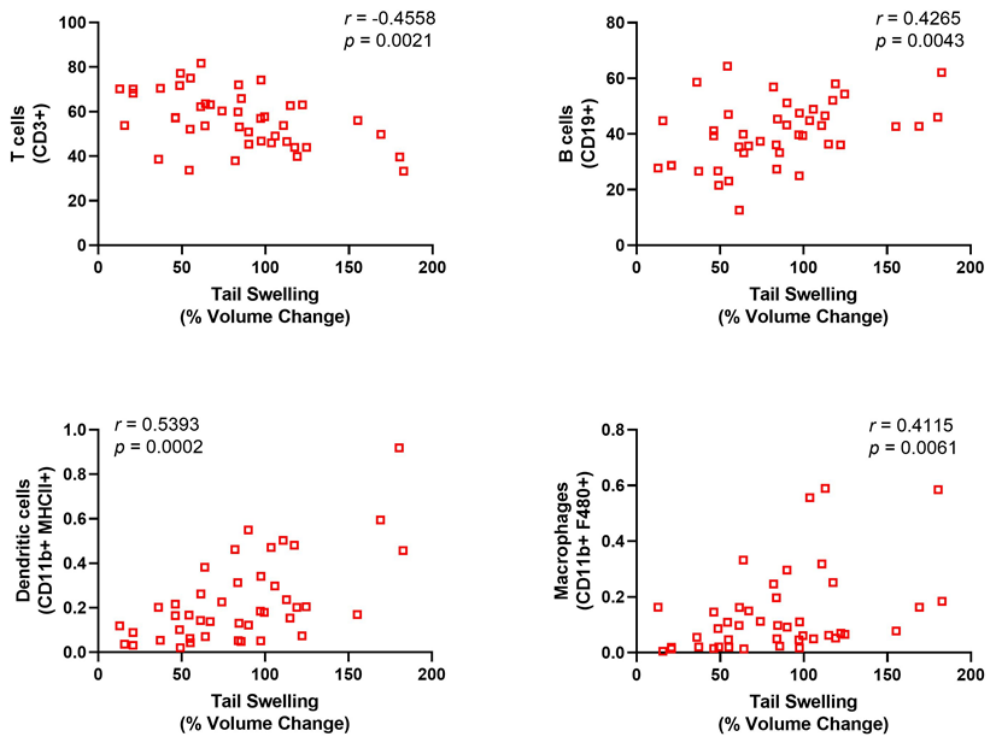 r = -0.4558
p = 0.0021
100
80
60
40
20
0
T cells
(CD3+)
0 50 100 150 200
Tail Swelling
(% Volume Change)
r = 0.4265
p = 0.0043
80
60
40
20
0
B cells
(CD19+)
0 50 100 150 200
Tail Swelling
(% Volume Change)
r = 0.5393
p = 0.0002
1.0
0.8
0.6
0.4
0.2
0.0
Dendritic cells
(CD11b+ MHCII+)
0 50 100 150 200
Tail Swelling
(% Volume Change)
r = 0.4115
p = 0.0061
0.8
0.6
0.4
0.2
0.0
Macrophages
(CD11b+ F480+)
0 50 100 150 200
Tail Swelling
(% Volume Change)